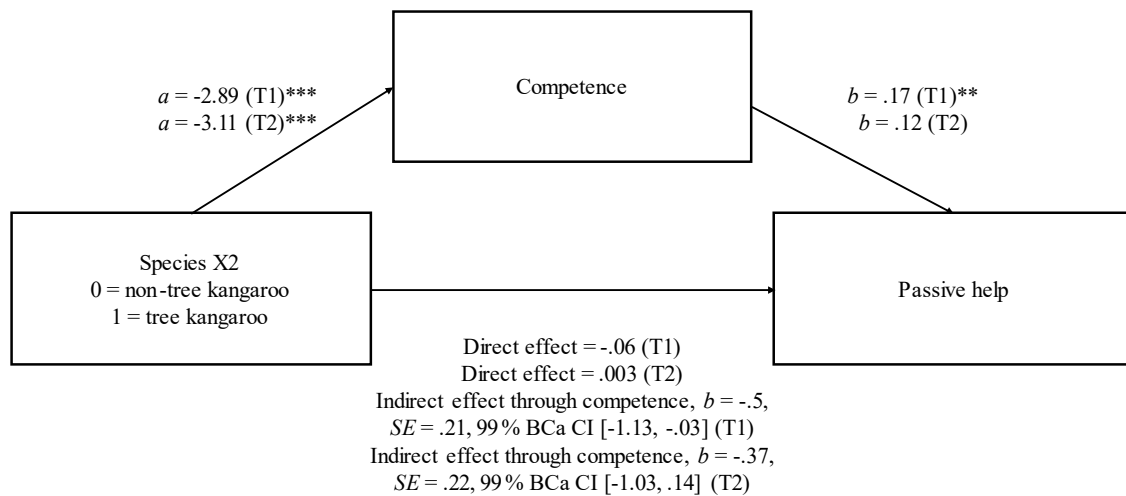 Competence
a = -2.89 (T1)***
a = -3.11 (T2)***
b = .17 (T1)**
b = .12 (T2)
Species X2
0 = non-tree kangaroo
1 = tree kangaroo
Passive help
Direct effect = -.06 (T1)
Direct effect = .003 (T2)
Indirect effect through competence, b = -.5,
SE = .21, 99% BCa CI [-1.13, -.03] (T1)
Indirect effect through competence, b = -.37,
SE = .22, 99% BCa CI [-1.03, .14] (T2)